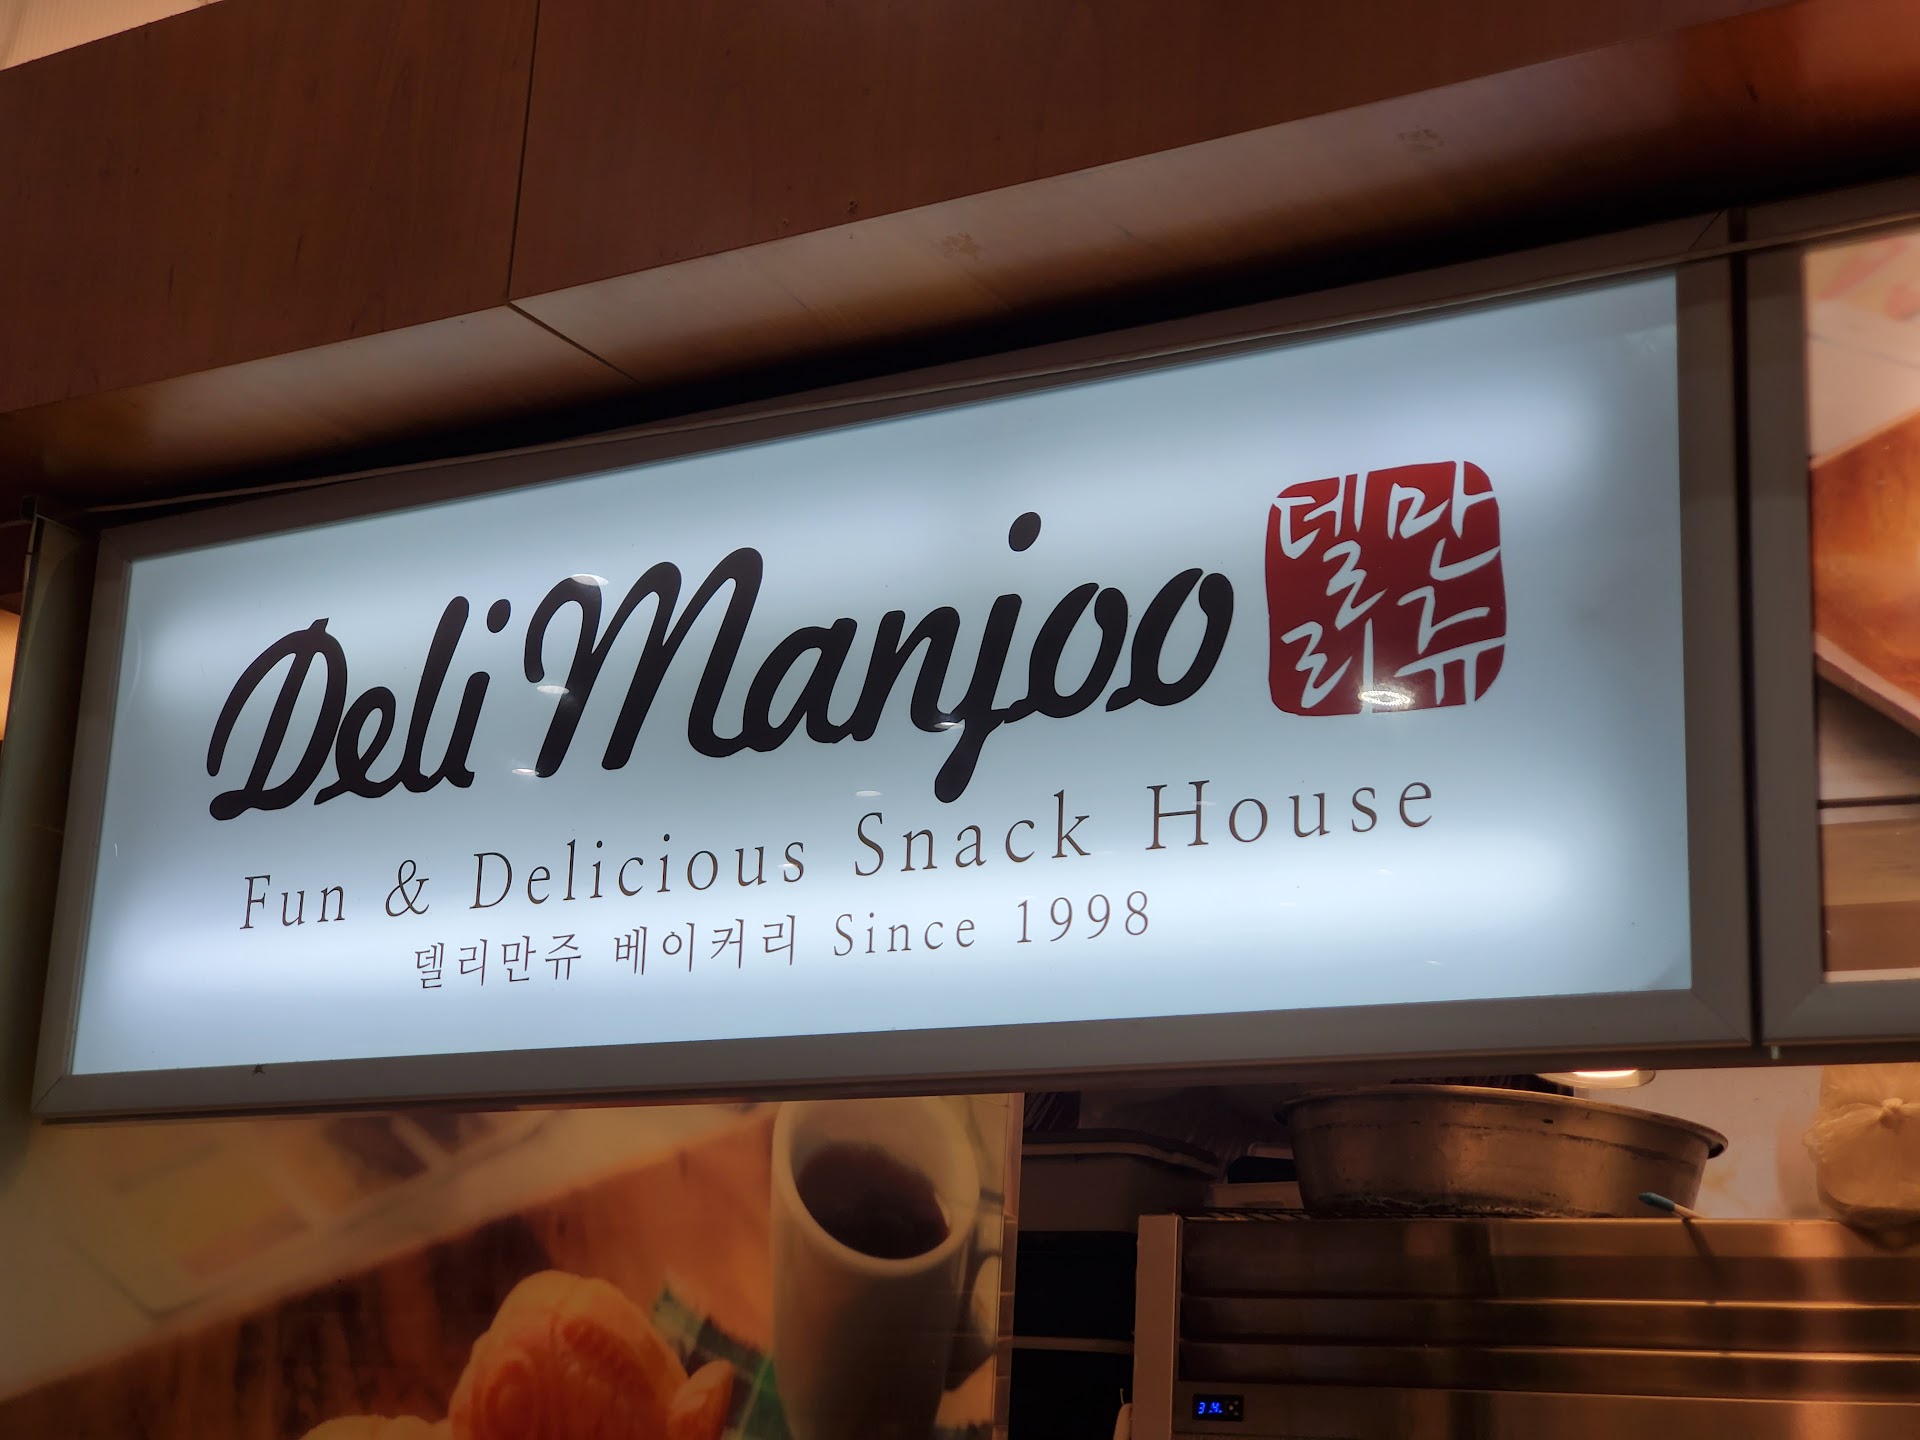 Deli Manjoo
델리
만쥬
Fun & Delicious Snack House
델리만쥬 베이커리 Since 1998